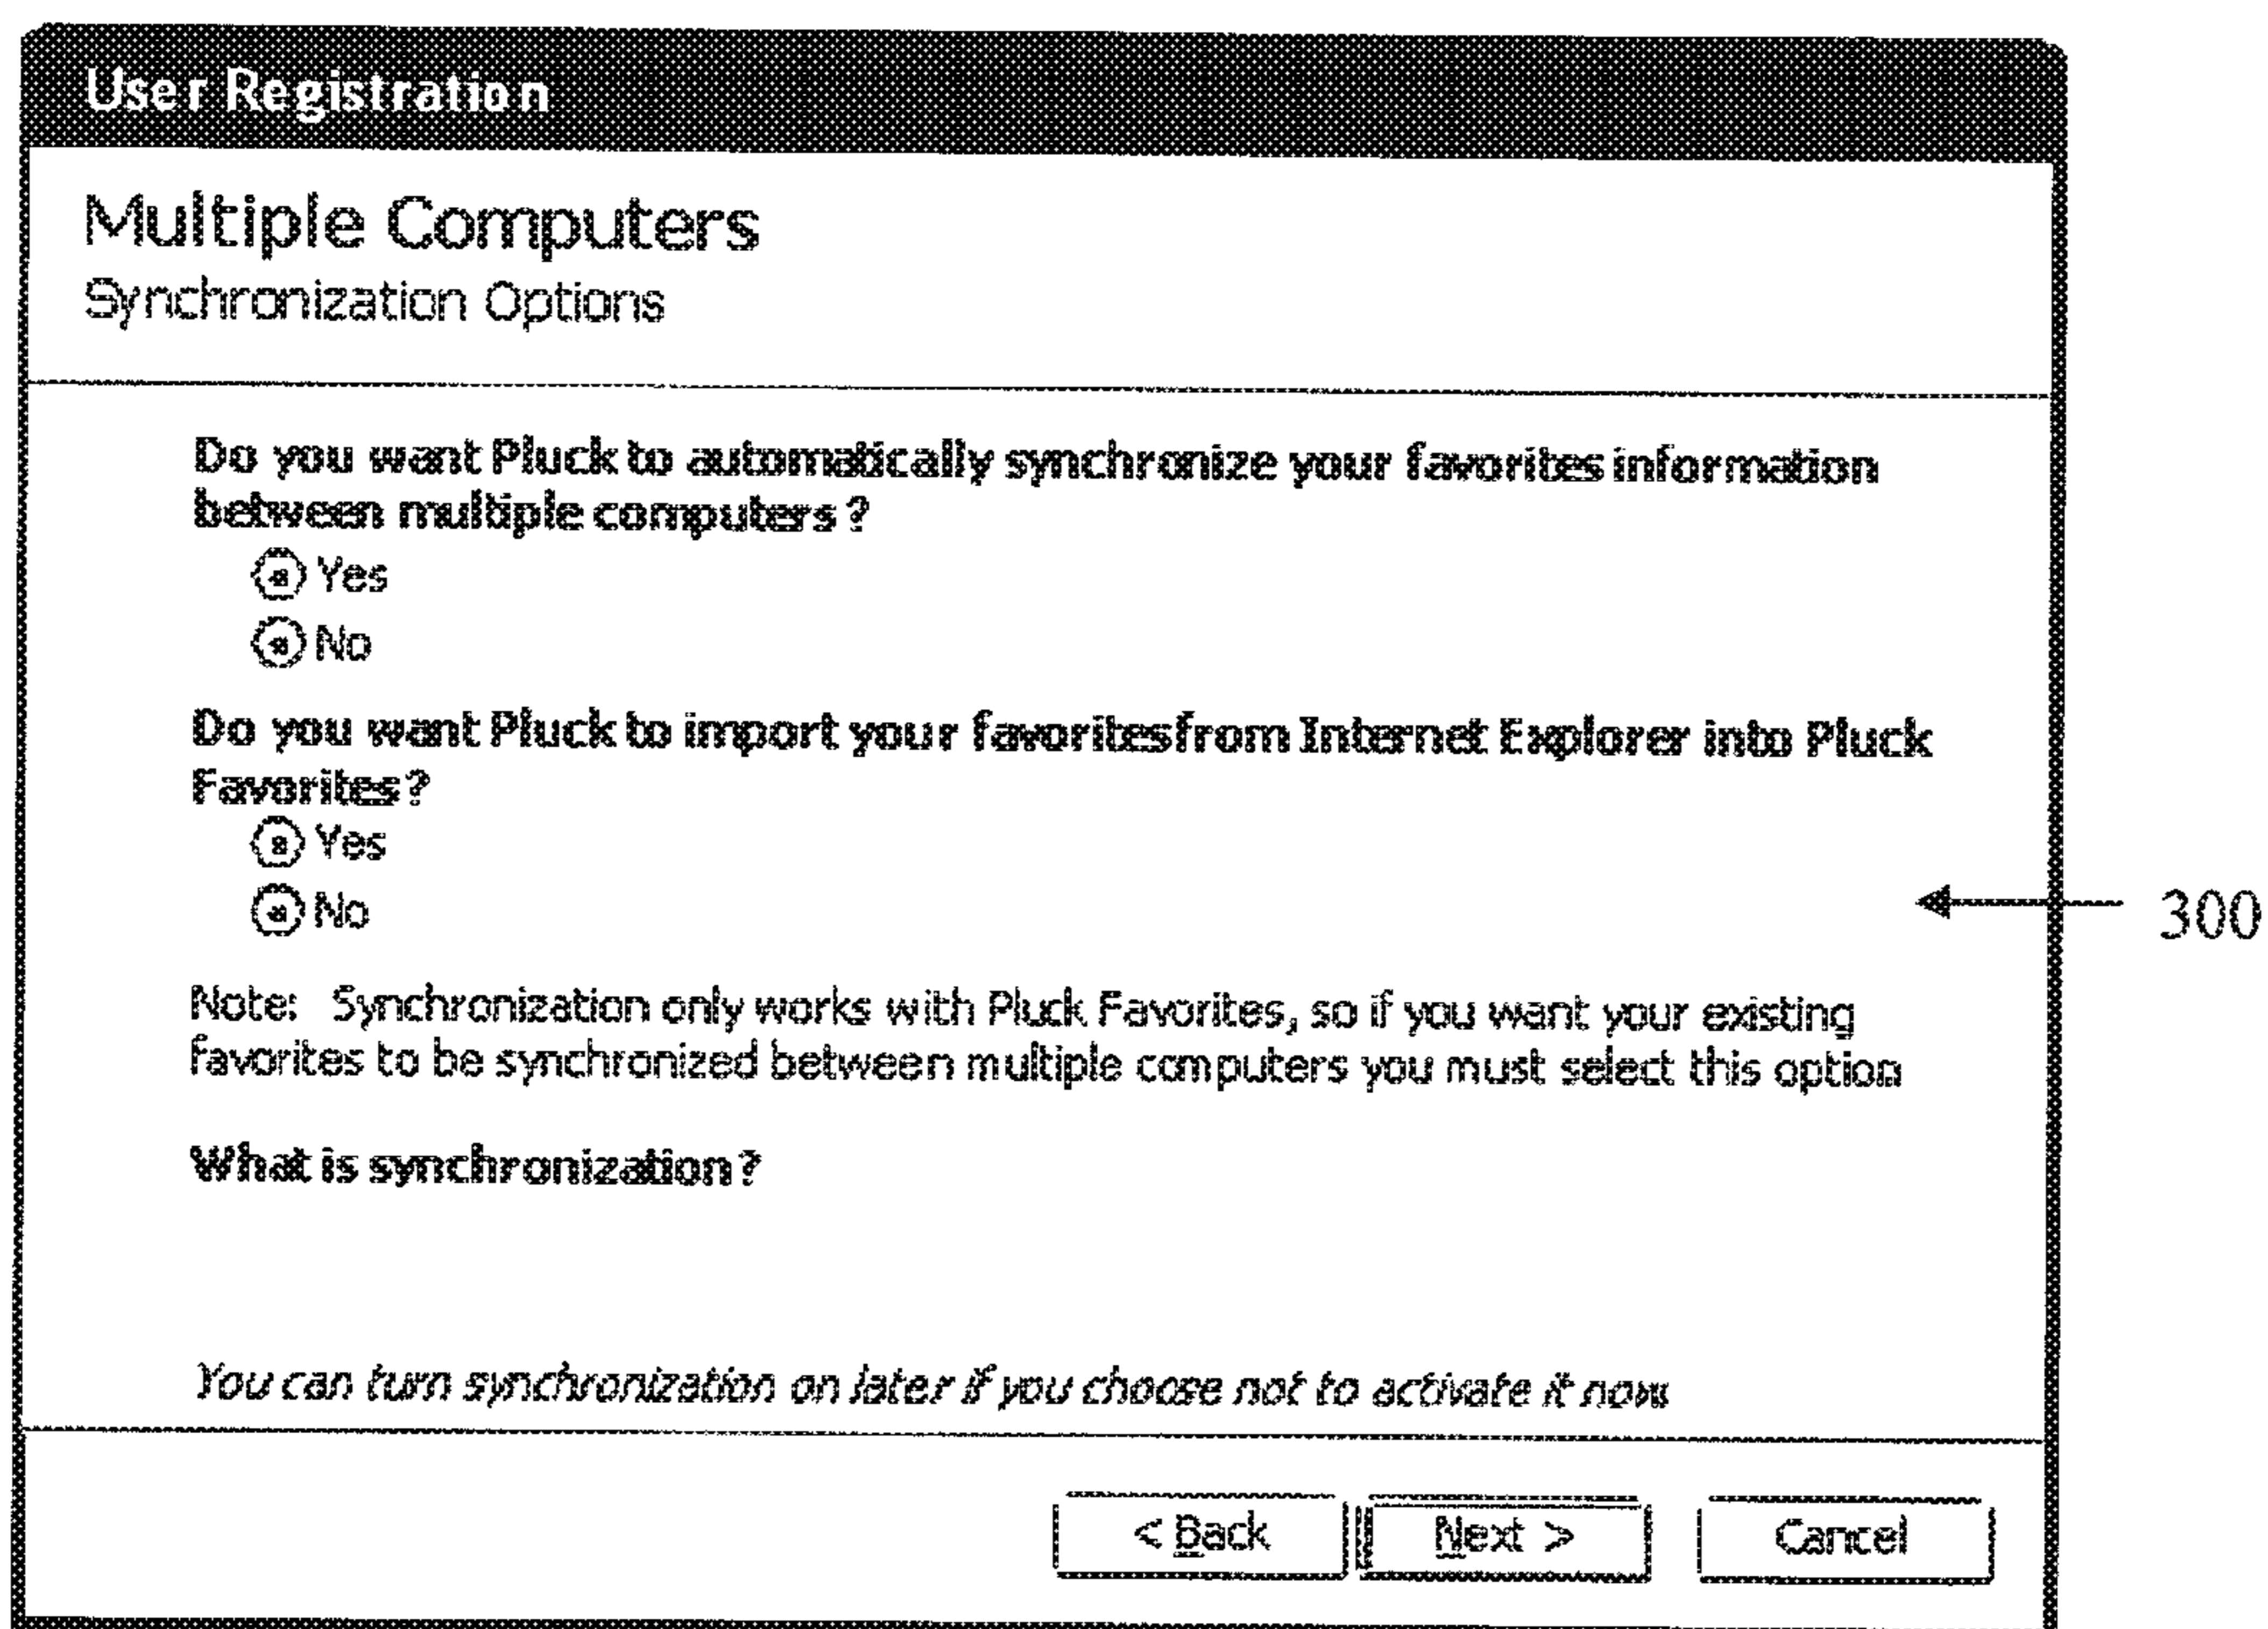 User Registration
Multiple Computers
Synchronization Options
Do you want Pluck to automatically synchronize your favorites information
between multiple computers?
Yes
No
Do you want Pluck to import your favorites from Internet Explorer into Pluck
Favorites?
Yes
No
300
Note: Synchronization only works with Pluck Favorites, so if you want your existing
favorites to be synchronized between multiple computers you must select this option
What is synchronization?
You can turn synchronization on later if you choose not to activate it now.
< Back Next > Cancel